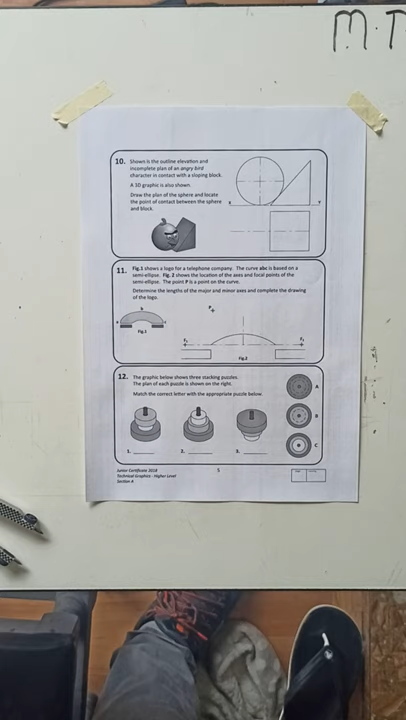 M.T
10. Shown is the outline elevation and
incomplete plan of an angry bird
character in contact with a sloping block.
A 3D graphic is also shown.
Draw the plan of the sphere and locate
the point of contact between the sphere
and block.
X Y
11. Fig.1 shows a logo for a telephone company. The curve abc is based on a
semi-ellipse. Fig. 2 shows the location of the axes and focal points of the
semi-ellipse. The point P is a point on the curve.
Determine the lengths of the major and minor axes and complete the drawing
of the logo.
P
Fig.1
F₁ F₂
Fig.2
12. The graphic below shows three stacking puzzles.
The plan of each puzzle is shown on the right.
Match the correct letter with the appropriate puzzle below.
A
B
C
1. ______ 2. ______ 3. ______
Junior Certificate 2018
Technical Graphics - Higher Level
Section A
5